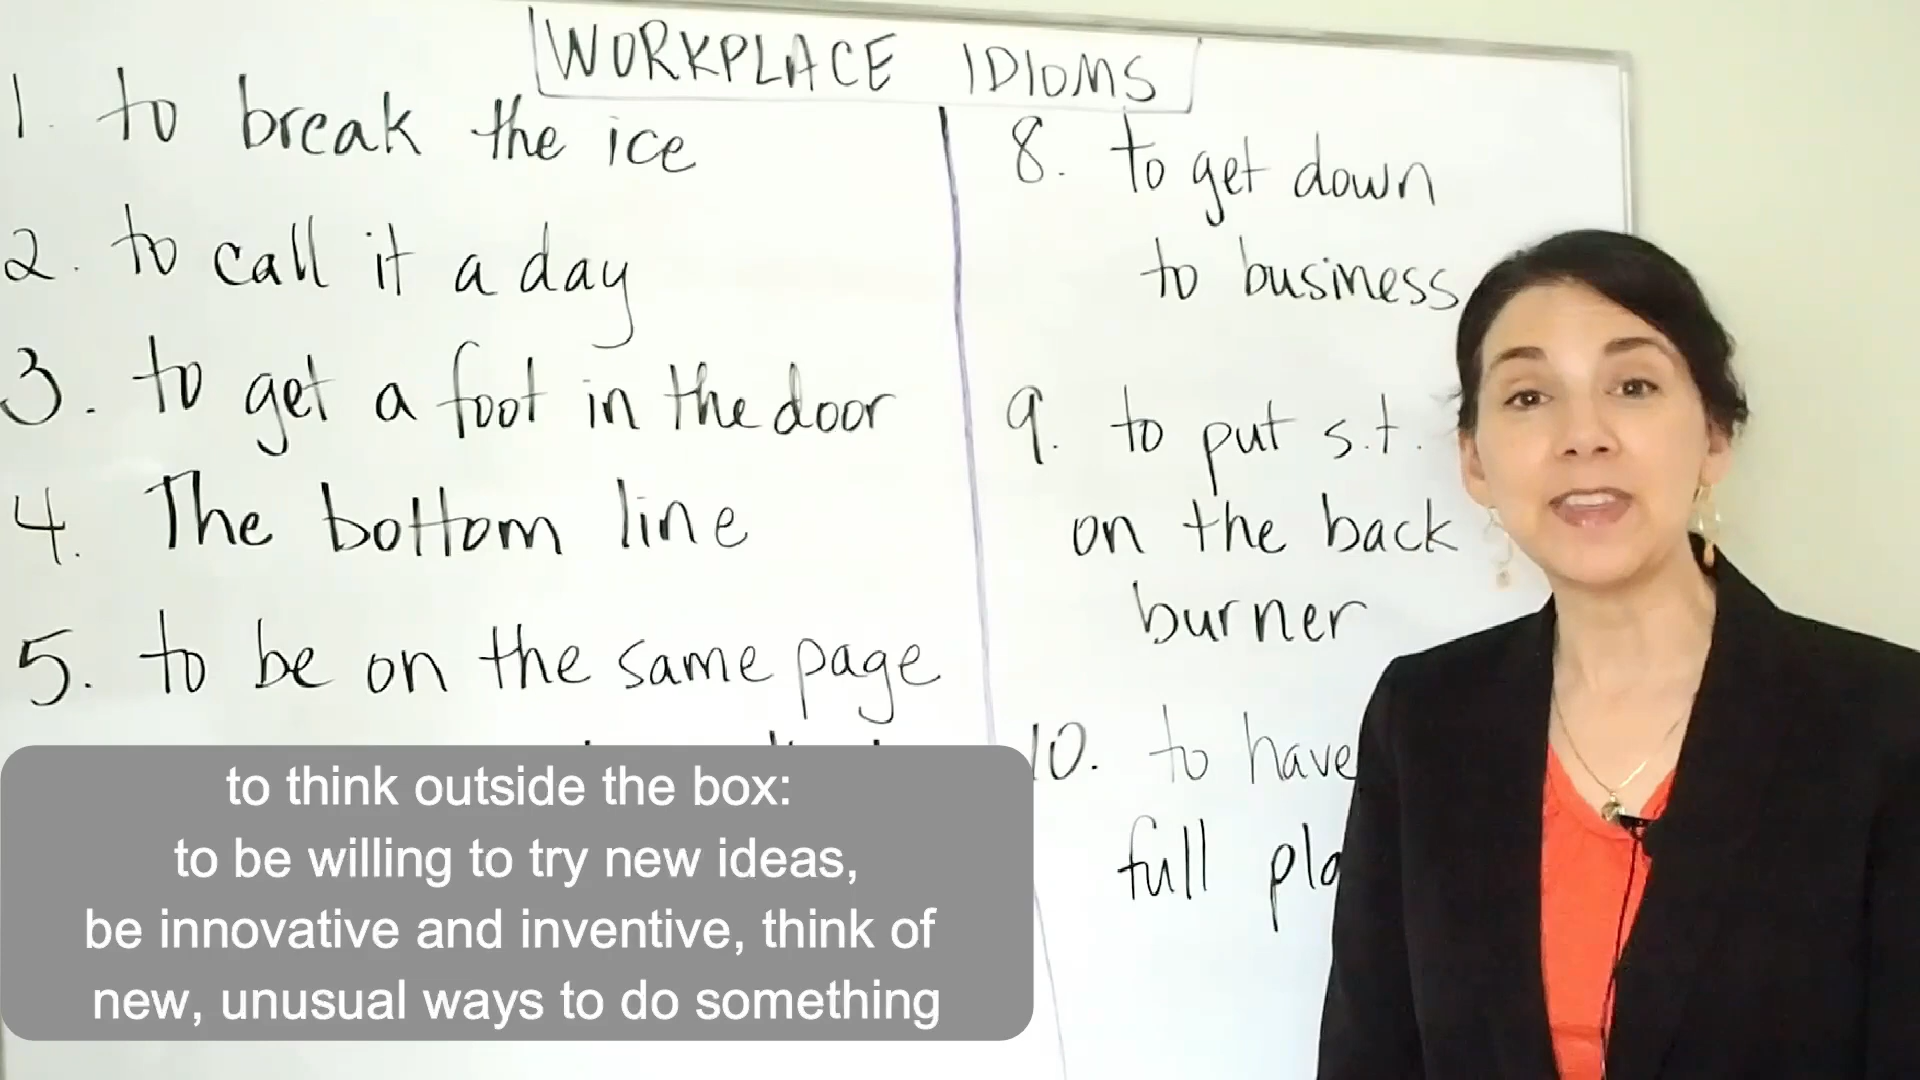 WORKPLACE IDIOMS
1. to break the ice
2. to call it a day
3. to get a foot in the door
4. The bottom line
5. to be on the same page
8. to get down
to business
9. to put s.t.
on the back
burner
10. to have
full
to think outside the box:
to be willing to try new ideas,
be innovative and inventive, think of
new, unusual ways to do something